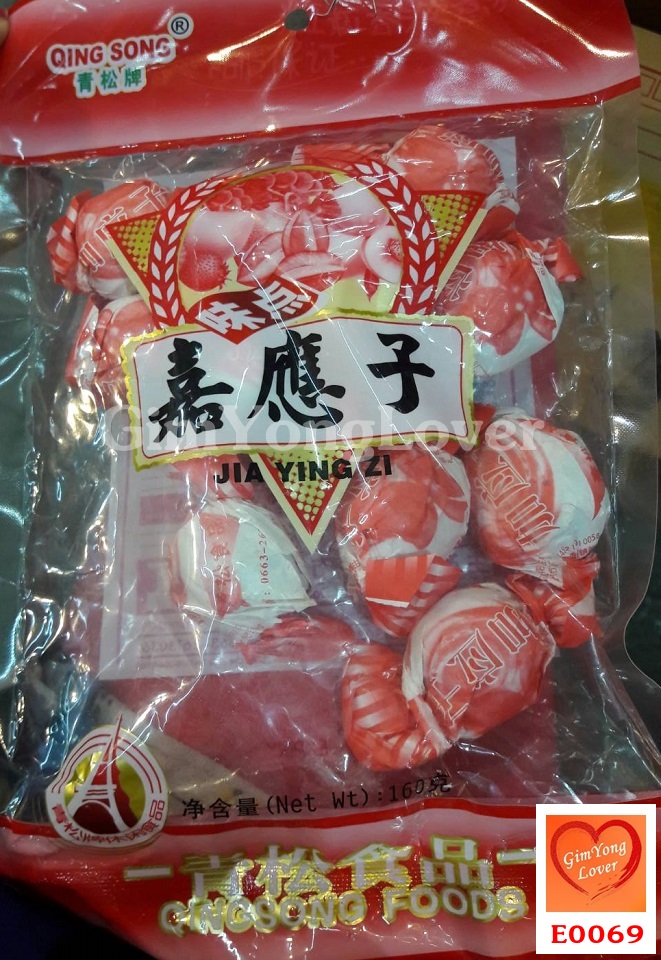 QING SONG®
青松牌
嘉應子
GimYongLover
JIA YING ZI
净含量(Net Wt):160克
青松食品
QINGSONG FOODS
GimYong
Lover
E0069